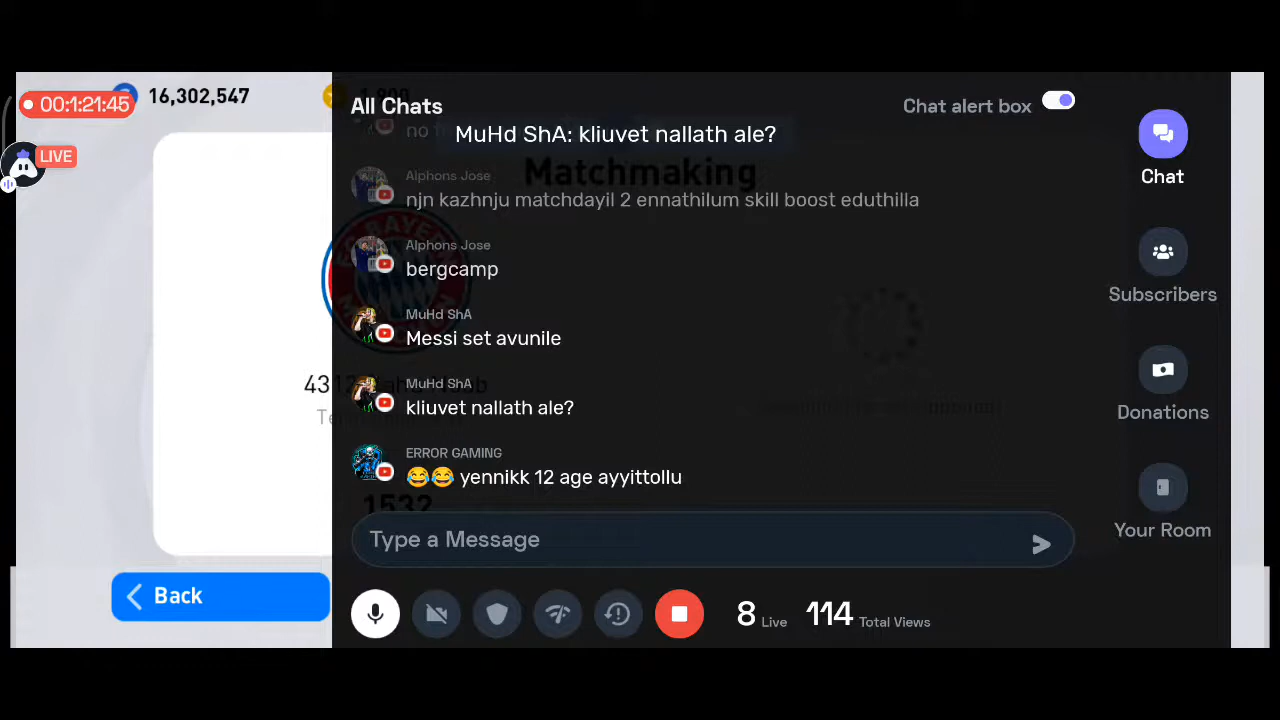 16,302,547
00:1:21:45
LIVE
All Chats
Chat alert box
MuHd ShA: kliuvet nallath ale?
Matchmaking
Alphons Jose
njn kazhnju matchdayil 2 ennathilum skill boost eduthilla
Alphons Jose
bergcamp
MuHd ShA
Messi set avunile
MuHd ShA
kliuvet nallath ale?
ERROR GAMING
😂😂 yennikk 12 age ayyittollu
1532
Type a Message
Back
8 Live 114 Total Views
Chat
Subscribers
Donations
Your Room